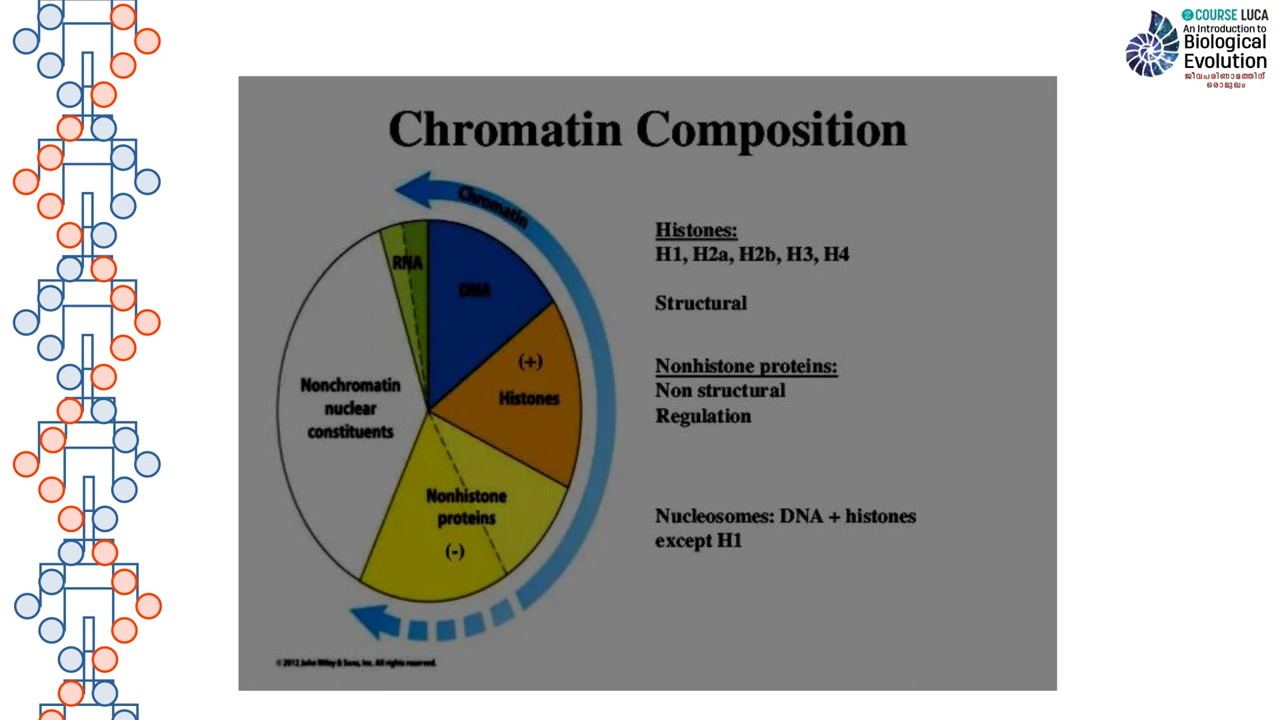 COURSE LUCA
An Introduction to
Biological
Evolution
ജീവപരിണാമത്തിന്
ഒരാമുഖം
Chromatin Composition
Chromatin
RNA
DNA
(+)
Histones
Nonchromatin
nuclear
constituents
Nonhistone
proteins
(-)
Histones:
H1, H2a, H2b, H3, H4
Structural
Nonhistone proteins:
Non structural
Regulation
Nucleosomes: DNA + histones
except H1
© 2012 John Wiley & Sons, Inc. All rights reserved.